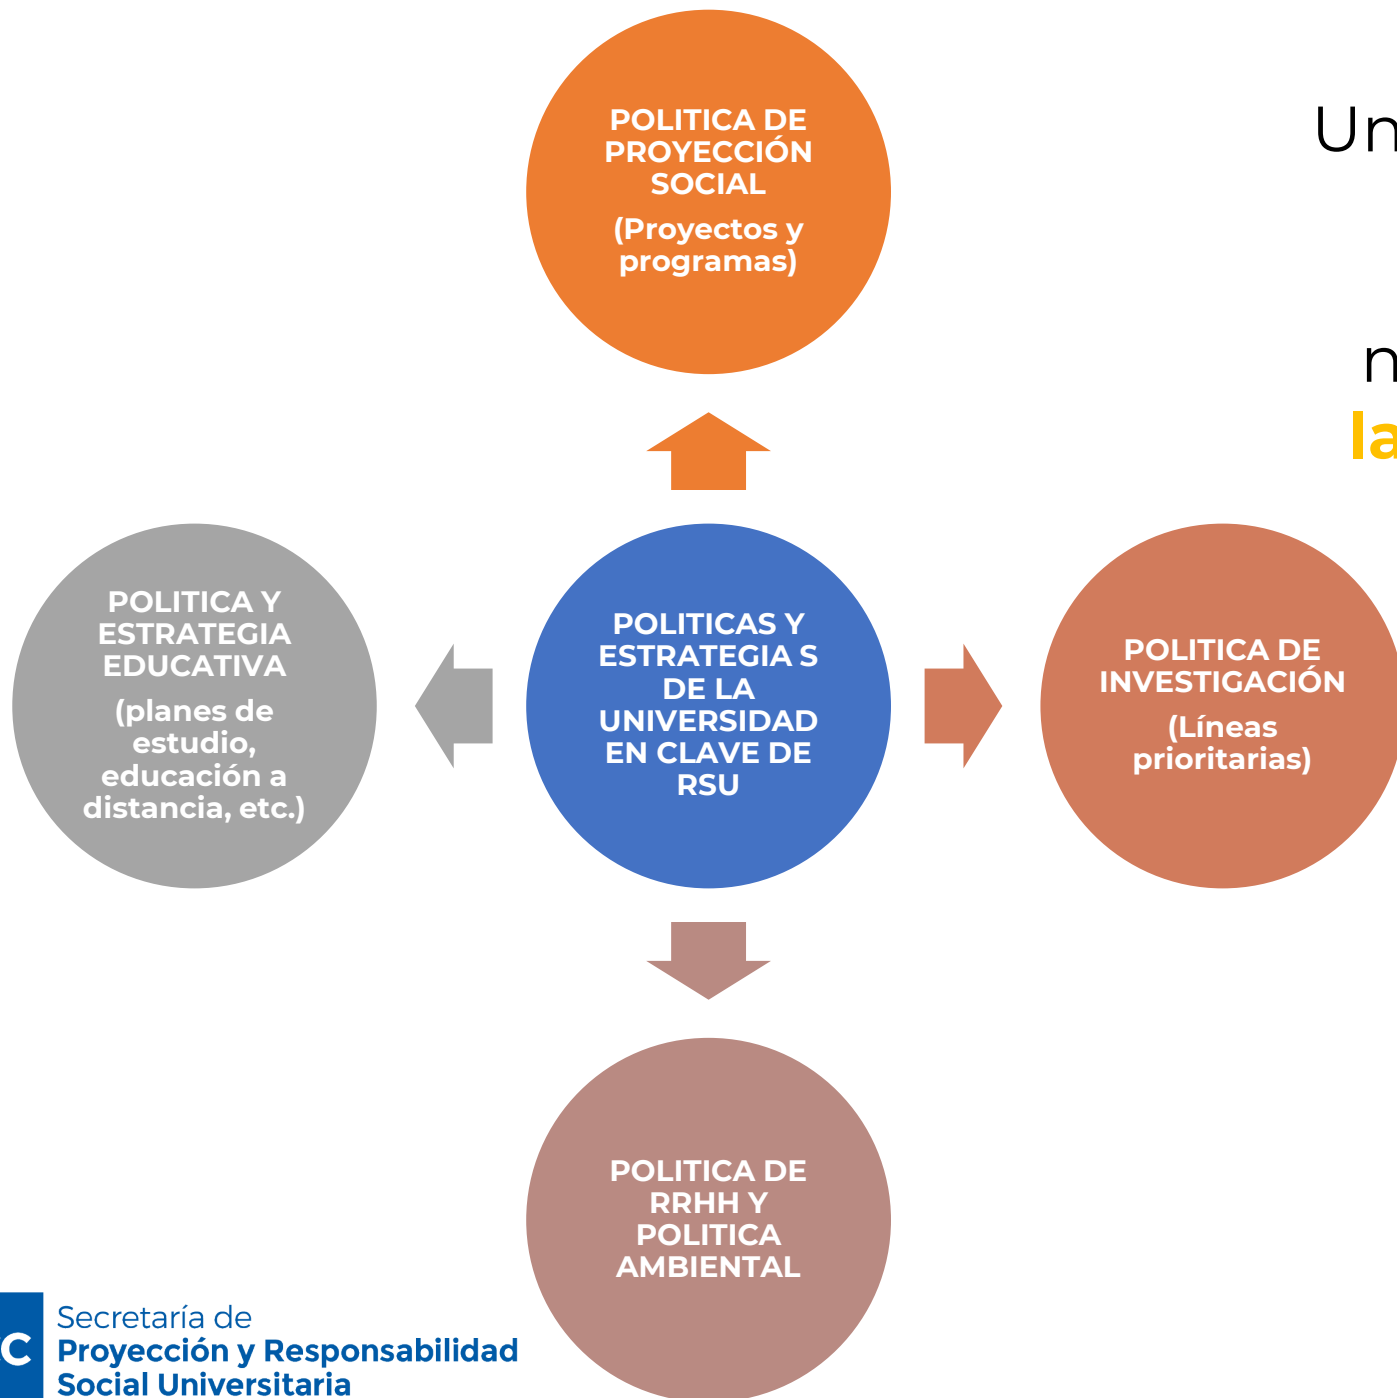 POLITICA DE
PROYECCIÓN
SOCIAL
(Proyectos y
programas)
Un
n
la
POLITICA Y
ESTRATEGIA
EDUCATIVA
(planes de
estudio,
educación a
distancia, etc.)
POLITICAS Y
ESTRATEGIA S
DE LA
UNIVERSIDAD
EN CLAVE DE
RSU
POLITICA DE
INVESTIGACIÓN
(Líneas
prioritarias)
POLITICA DE
RRHH Y
POLITICA
AMBIENTAL
C
Secretaría de
Proyección y Responsabilidad
Social Universitaria